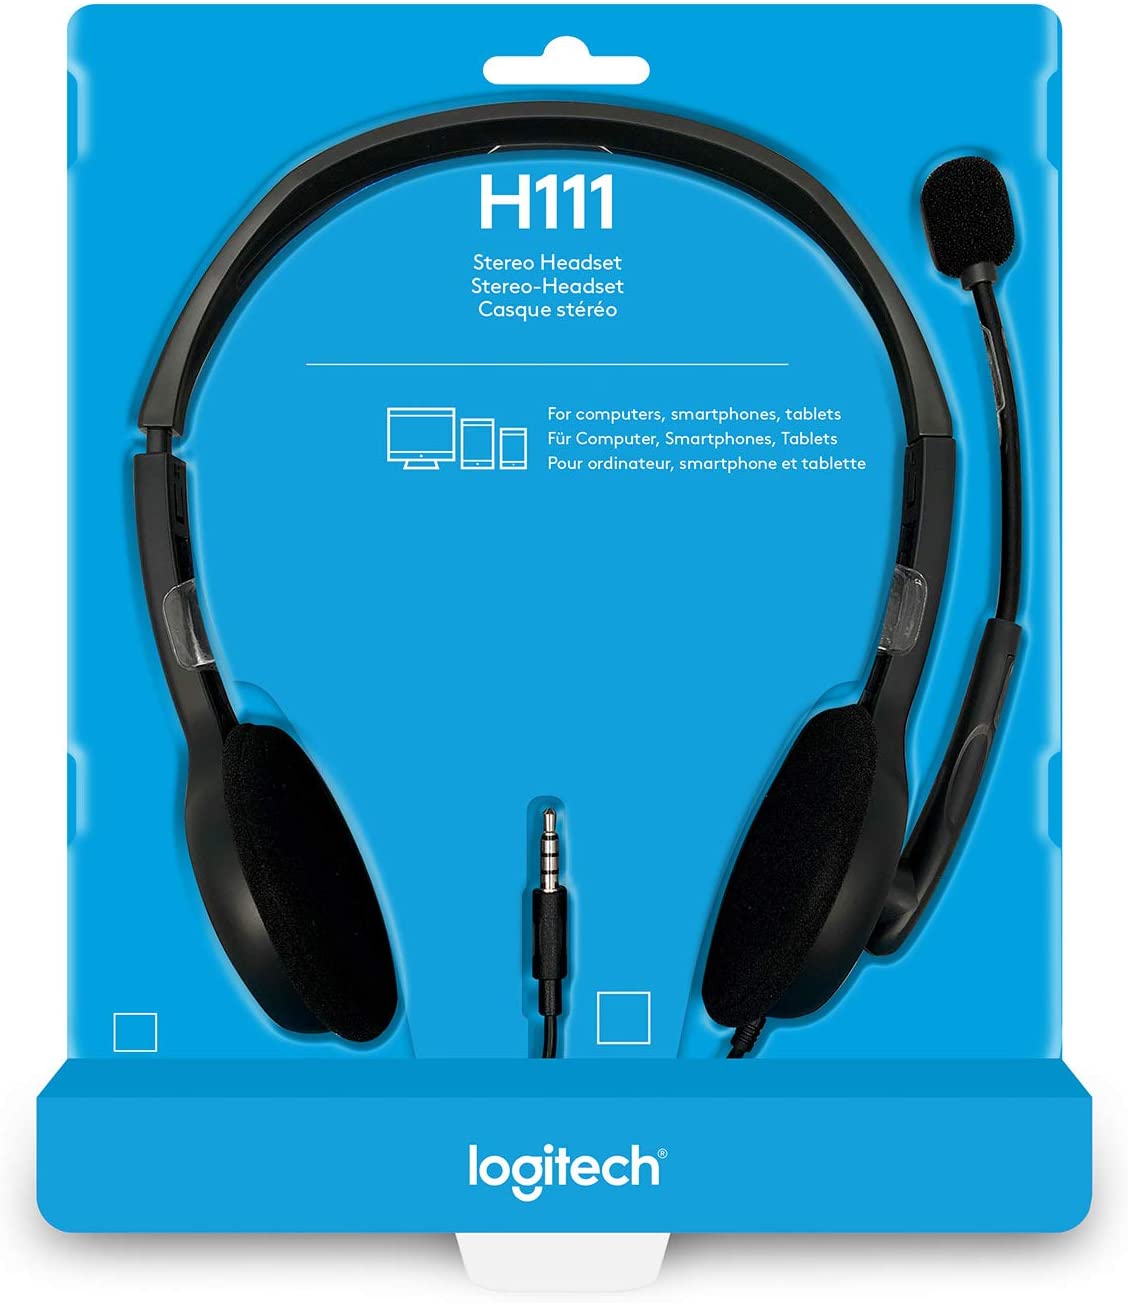 H111
Stereo Headset
Stereo-Headset
Casque stéréo
For computers, smartphones, tablets
Für Computer, Smartphones, Tablets
Pour ordinateur, smartphone et tablette
logitech®